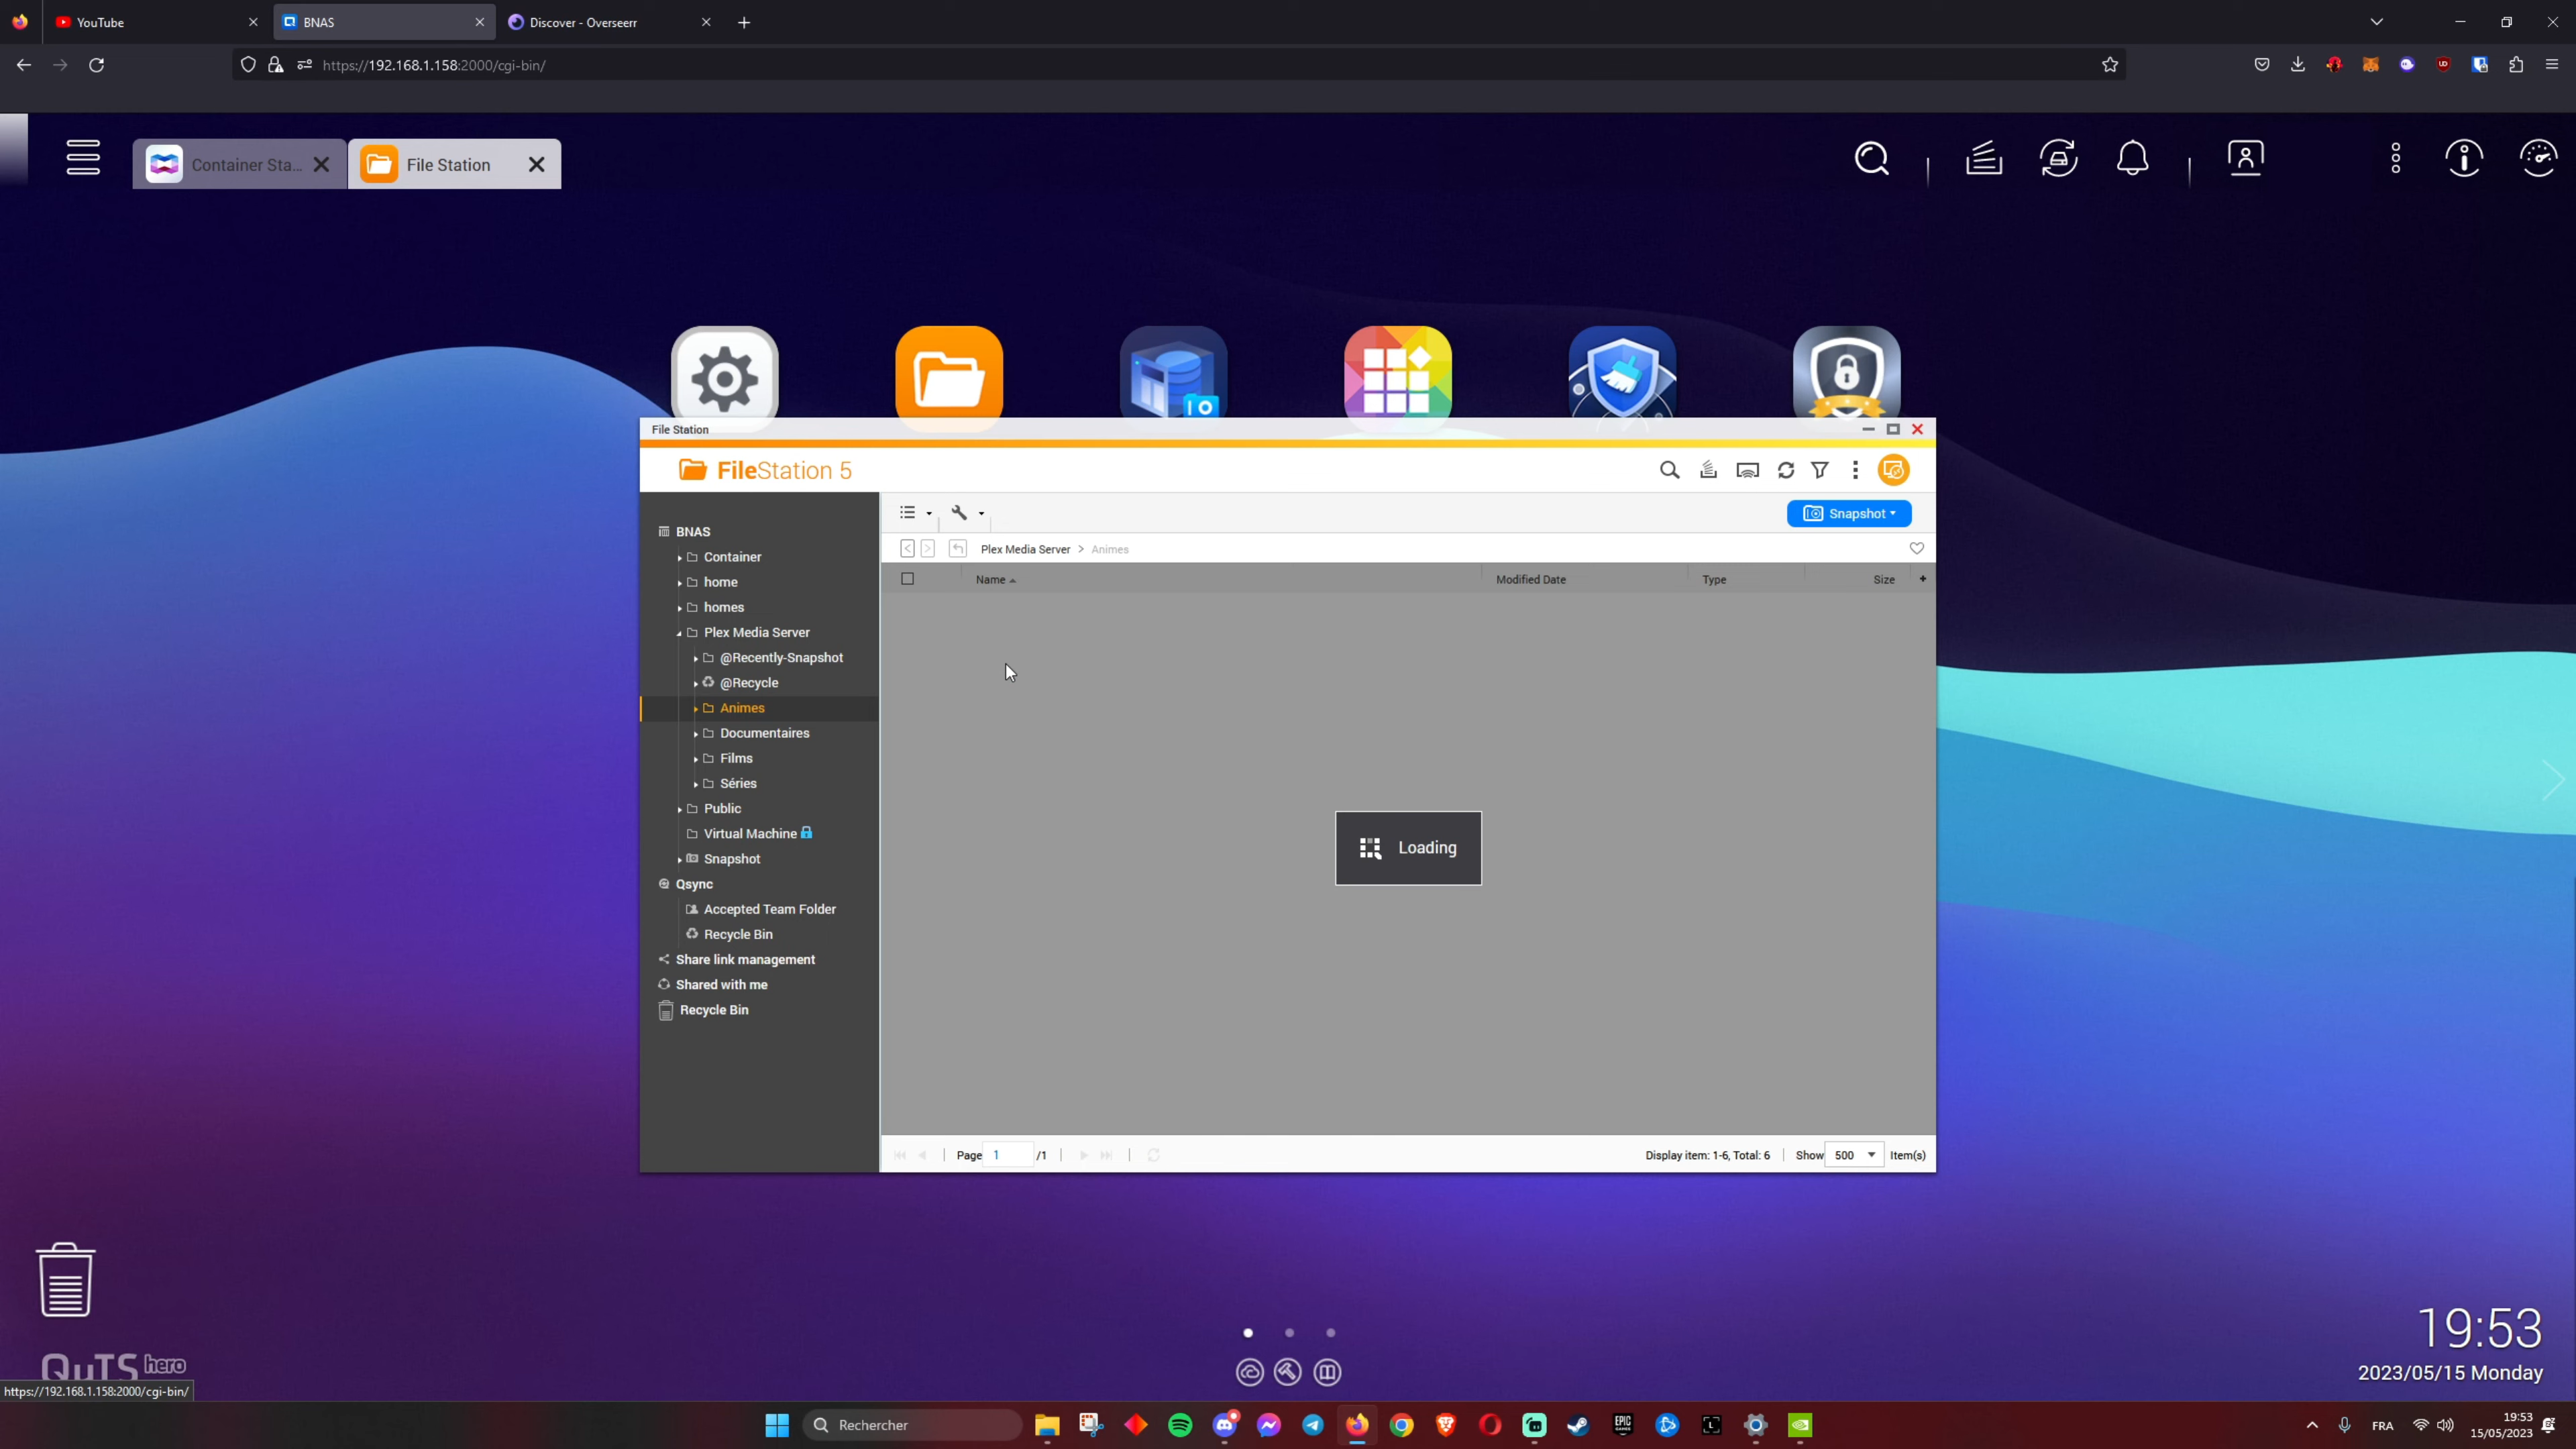 YouTube
BNAS
Discover - Overseerr
https://192.168.1.158:2000/cgi-bin/
Container Sta...
File Station
File Station
FileStation 5
Snapshot
BNAS
Container
home
homes
Plex Media Server
@Recently-Snapshot
@Recycle
Animes
Documentaires
Films
Séries
Public
Virtual Machine
Snapshot
Qsync
Accepted Team Folder
Recycle Bin
Share link management
Shared with me
Recycle Bin
Plex Media Server > Animes
Name Modified Date Type Size
Loading
Page 1 /1
Display item: 1-6, Total: 6 Show 500 Item(s)
19:53
2023/05/15 Monday
QuTS hero
https://192.168.1.158:2000/cgi-bin/
Rechercher
EPIC GAMES
FRA
19:53
15/05/2023